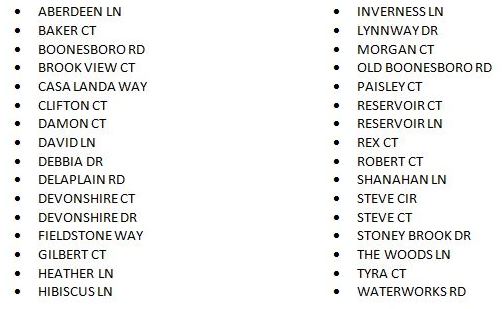 • ABERDEEN LN
• BAKER CT
• BOONESBORO RD
• BROOK VIEW CT
• CASA LANDA WAY
• CLIFTON CT
• DAMON CT
• DAVID LN
• DEBBIA DR
• DELAPLAIN RD
• DEVONSHIRE CT
• DEVONSHIRE DR
• FIELDSTONE WAY
• GILBERT CT
• HEATHER LN
• HIBISCUS LN
• INVERNESS LN
• LYNNWAY DR
• MORGAN CT
• OLD BOONESBORO RD
• PAISLEY CT
• RESERVOIR CT
• RESERVOIR LN
• REX CT
• ROBERT CT
• SHANAHAN LN
• STEVE CIR
• STEVE CT
• STONEY BROOK DR
• THE WOODS LN
• TYRA CT
• WATERWORKS RD